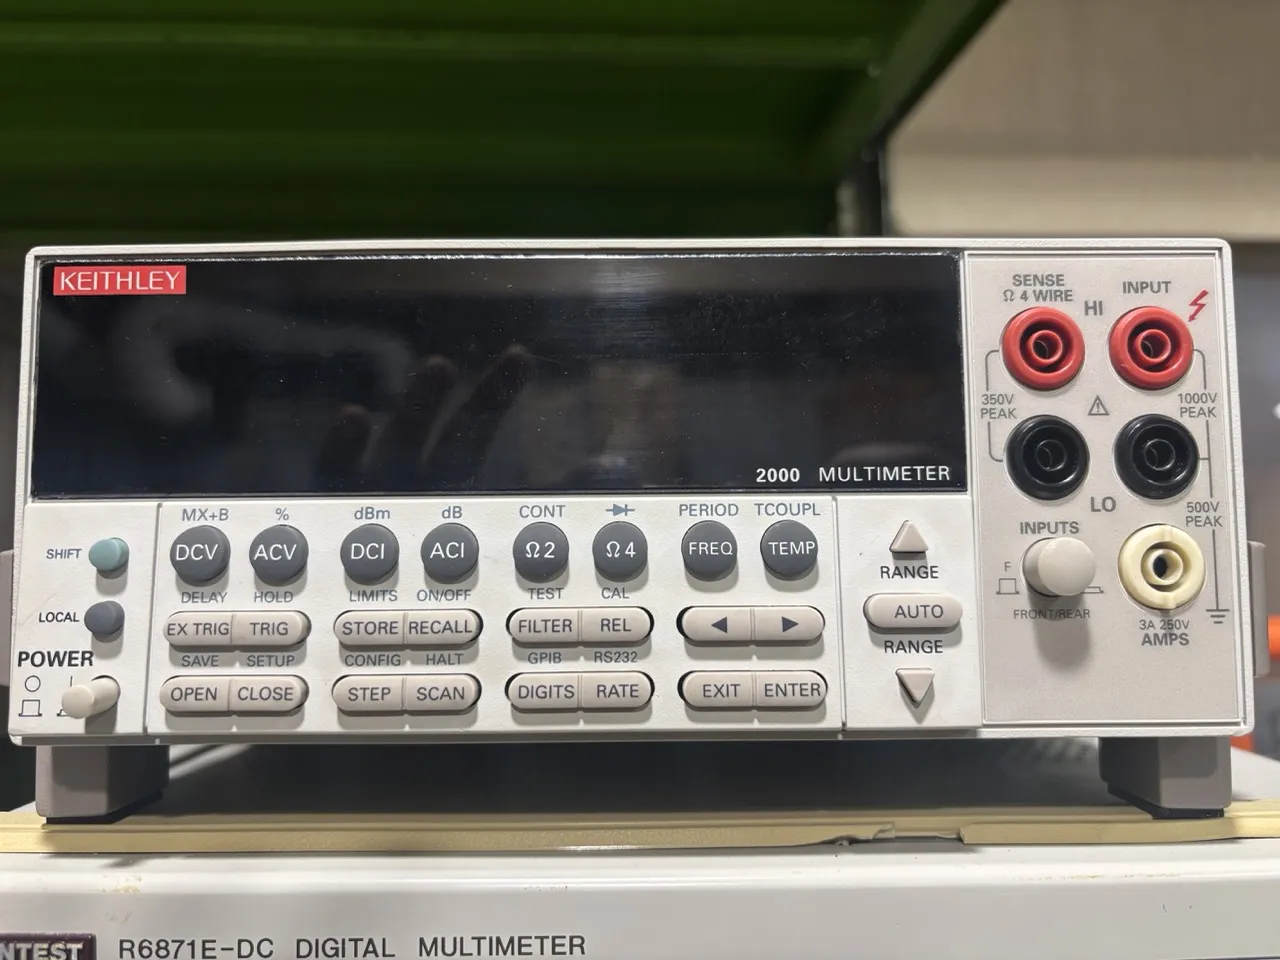 KEITHLEY
2000 MULTIMETER
SENSE
Ω 4 WIRE
INPUT
HI
350V
PEAK
1000V
PEAK
LO
500V
PEAK
INPUTS
F
FRONT/REAR
3A 250V
AMPS
MX+B % dBm dB CONT PERIOD TCOUPL
SHIFT DCV ACV DCI ACI Ω2 Ω4 FREQ TEMP
DELAY HOLD LIMITS ON/OFF TEST CAL
RANGE
LOCAL EX TRIG TRIG STORE RECALL FILTER REL
AUTO
POWER SAVE SETUP CONFIG HALT GPIB RS232
RANGE
OPEN CLOSE STEP SCAN DIGITS RATE EXIT ENTER
R6871E-DC DIGITAL MULTIMETER